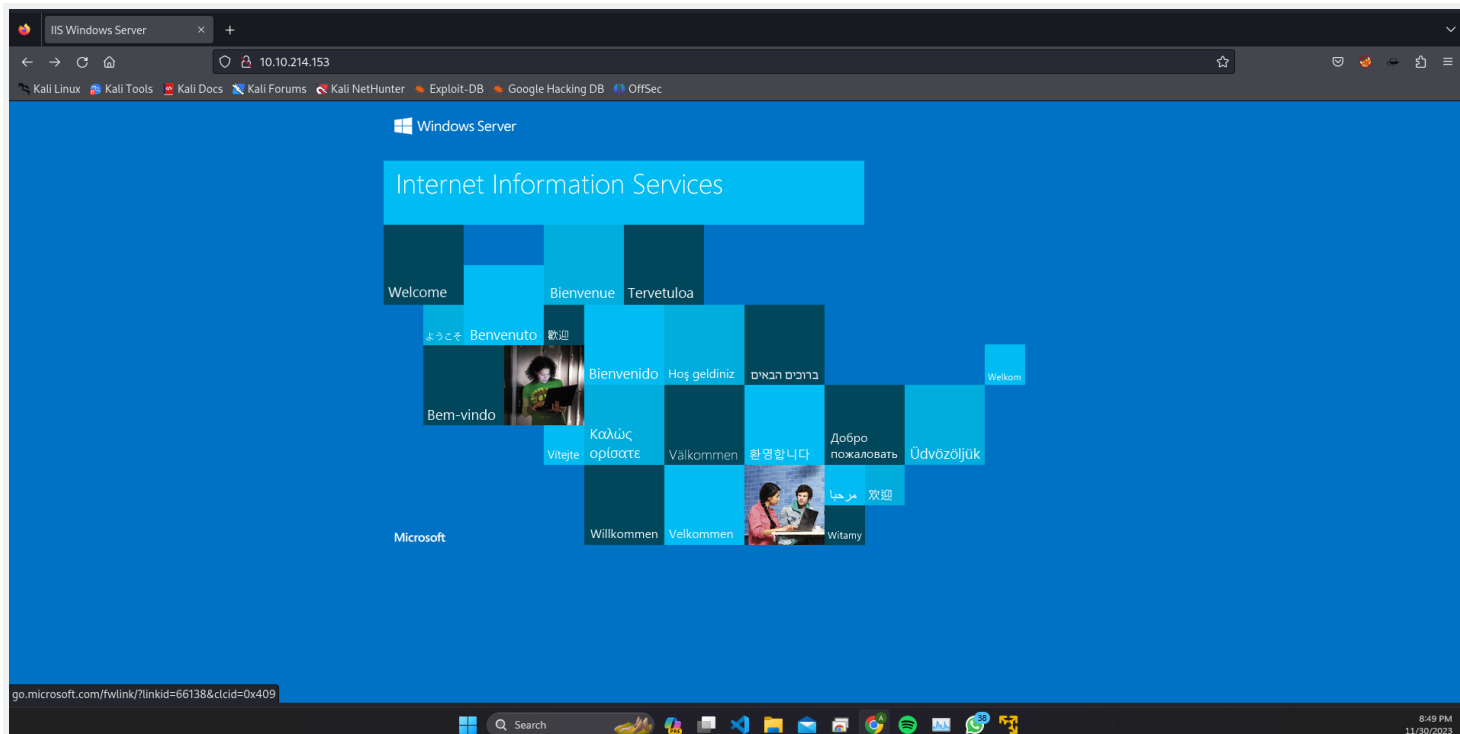 IIS Windows Server
10.10.214.153
Kali Linux Kali Tools Kali Docs Kali Forums Kali NetHunter Exploit-DB Google Hacking DB OffSec
Windows Server
Internet Information Services
Welcome
Bienvenue
Tervetuloa
ようこそ
Benvenuto
歡迎
Bienvenido
Hoş geldiniz
ברוכים הבאים
Welkom
Bem-vindo
Vítejte
Καλώς
ορίσατε
Välkommen
환영합니다
Добро
пожаловать
Üdvözöljük
مرحبا
欢迎
Microsoft
Willkommen
Velkommen
Witamy
go.microsoft.com/fwlink/?linkid=66138&clcid=0x409
Search
38
8:49 PM
11/30/2023